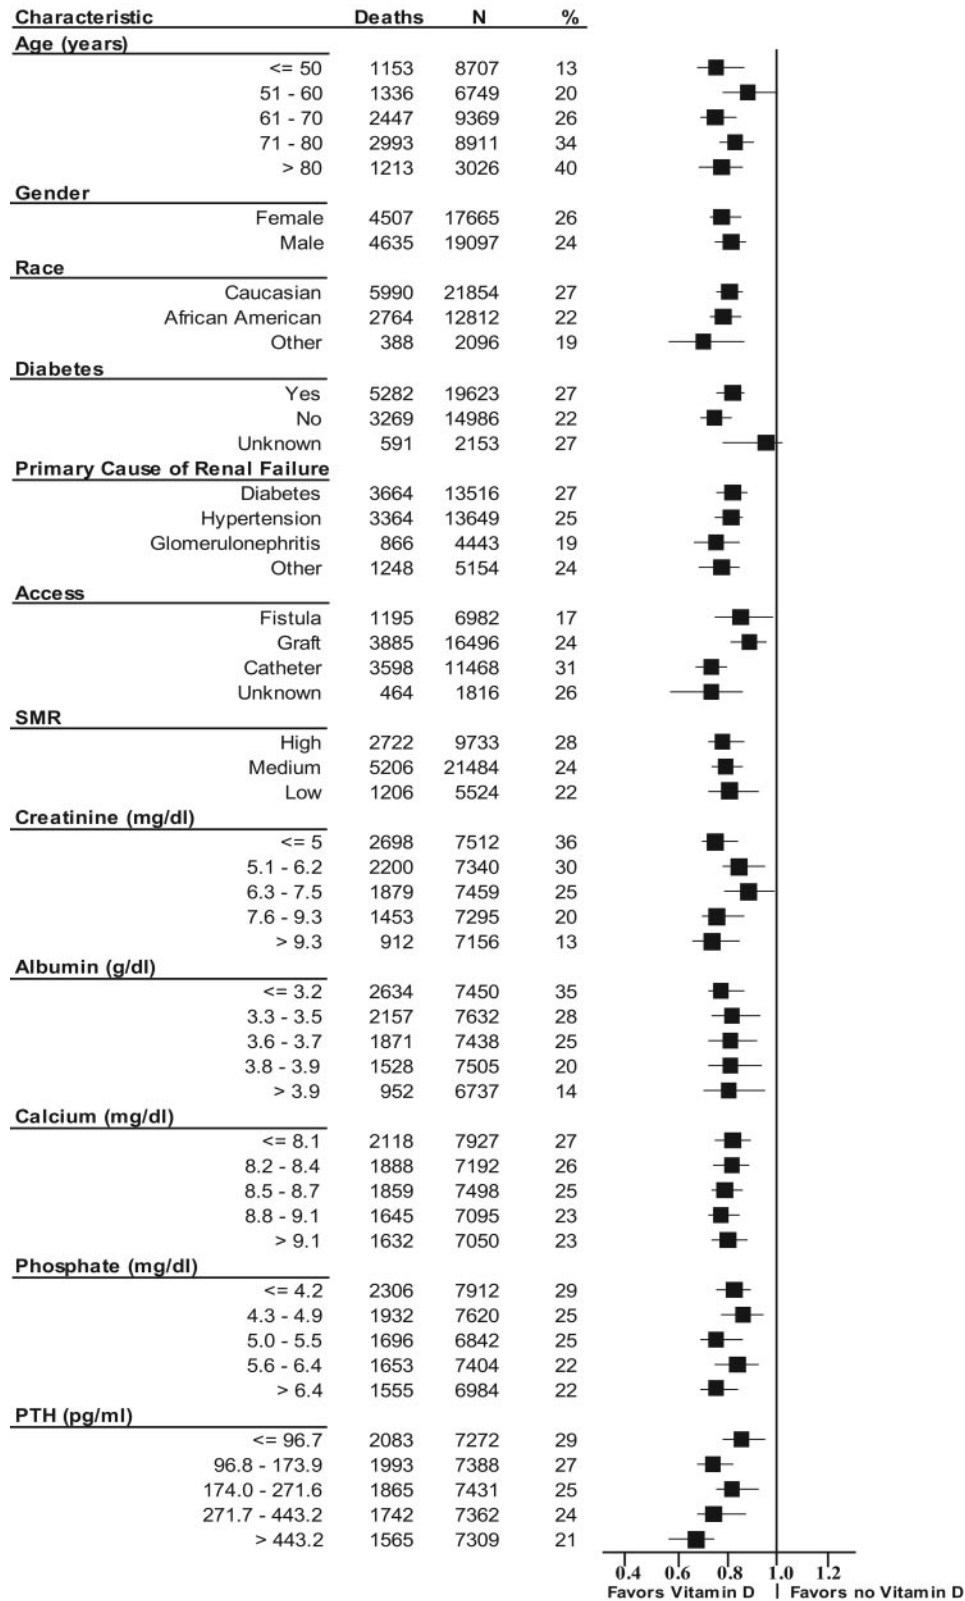 Characteristic Deaths N %
Age (years)
<= 50 1153 8707 13
51 - 60 1336 6749 20
61 - 70 2447 9369 26
71 - 80 2993 8911 34
> 80 1213 3026 40
Gender
Female 4507 17665 26
Male 4635 19097 24
Race
Caucasian 5990 21854 27
African American 2764 12812 22
Other 388 2096 19
Diabetes
Yes 5282 19623 27
No 3269 14986 22
Unknown 591 2153 27
Primary Cause of Renal Failure
Diabetes 3664 13516 27
Hypertension 3364 13649 25
Glomerulonephritis 866 4443 19
Other 1248 5154 24
Access
Fistula 1195 6982 17
Graft 3885 16496 24
Catheter 3598 11468 31
Unknown 464 1816 26
SMR
High 2722 9733 28
Medium 5206 21484 24
Low 1206 5524 22
Creatinine (mg/dl)
<= 5 2698 7512 36
5.1 - 6.2 2200 7340 30
6.3 - 7.5 1879 7459 25
7.6 - 9.3 1453 7295 20
> 9.3 912 7156 13
Albumin (g/dl)
<= 3.2 2634 7450 35
3.3 - 3.5 2157 7632 28
3.6 - 3.7 1871 7438 25
3.8 - 3.9 1528 7505 20
> 3.9 952 6737 14
Calcium (mg/dl)
<= 8.1 2118 7927 27
8.2 - 8.4 1888 7192 26
8.5 - 8.7 1859 7498 25
8.8 - 9.1 1645 7095 23
> 9.1 1632 7050 23
Phosphate (mg/dl)
<= 4.2 2306 7912 29
4.3 - 4.9 1932 7620 25
5.0 - 5.5 1696 6842 25
5.6 - 6.4 1653 7404 22
> 6.4 1555 6984 22
PTH (pg/ml)
<= 96.7 2083 7272 29
96.8 - 173.9 1993 7388 27
174.0 - 271.6 1865 7431 25
271.7 - 443.2 1742 7362 24
> 443.2 1565 7309 21
0.4 0.6 0.8 1.0 1.2
Favors Vitamin D | Favors no Vitamin D